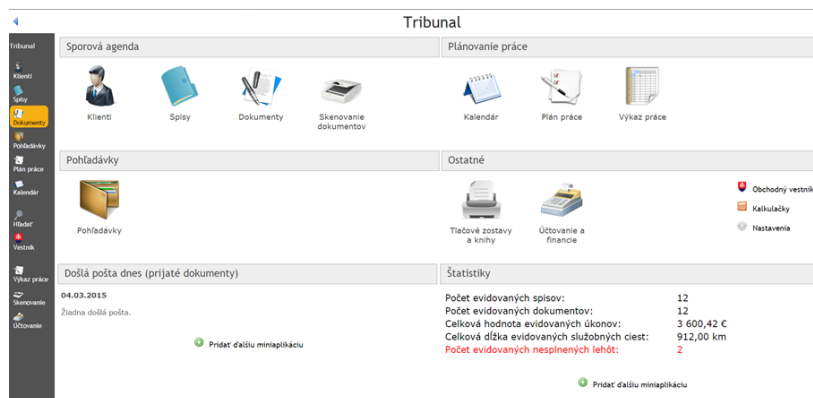 Tribunal
Tribunal
Klienti
Spisy
Dokumenty
Pohľadávky
Plán práce
Kalendár
Hľadať
Vestník
Výkaz práce
Skenovanie
Účtovanie
Sporová agenda
Klienti
Spisy
Dokumenty
Skenovanie
dokumentov
Plánovanie práce
Kalendár
Plán práce
Výkaz práce
Pohľadávky
Pohľadávky
Ostatné
Tlačové zostavy
a knihy
Účtovanie a
financie
Obchodný vestník
Kalkulačky
Nastavenia
Došlá pošta dnes (prijaté dokumenty)
04.03.2015
Žiadna došlá pošta.
Pridať ďalšiu miniaplikáciu
Štatistiky
Počet evidovaných spisov: 12
Počet evidovaných dokumentov: 12
Celková hodnota evidovaných úkonov: 3 600,42 €
Celková dĺžka evidovaných služobných ciest: 912,00 km
Počet evidovaných nesplnených lehôt: 2
Pridať ďalšiu miniaplikáciu